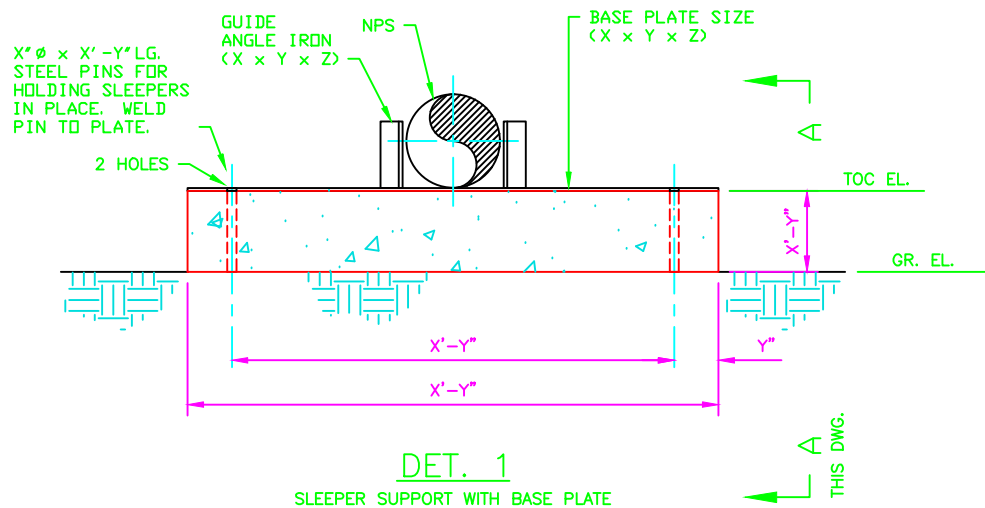 X"ø x X'-Y" LG.
STEEL PINS FOR
HOLDING SLEEPERS
IN PLACE. WELD
PIN TO PLATE.
2 HOLES
GUIDE
ANGLE IRON
(X x Y x Z)
NPS
BASE PLATE SIZE
(X x Y x Z)
A
TOC EL.
X'-Y"
GR. EL.
X'-Y"
Y"
X'-Y"
A
THIS DWG.
DET. 1
SLEEPER SUPPORT WITH BASE PLATE